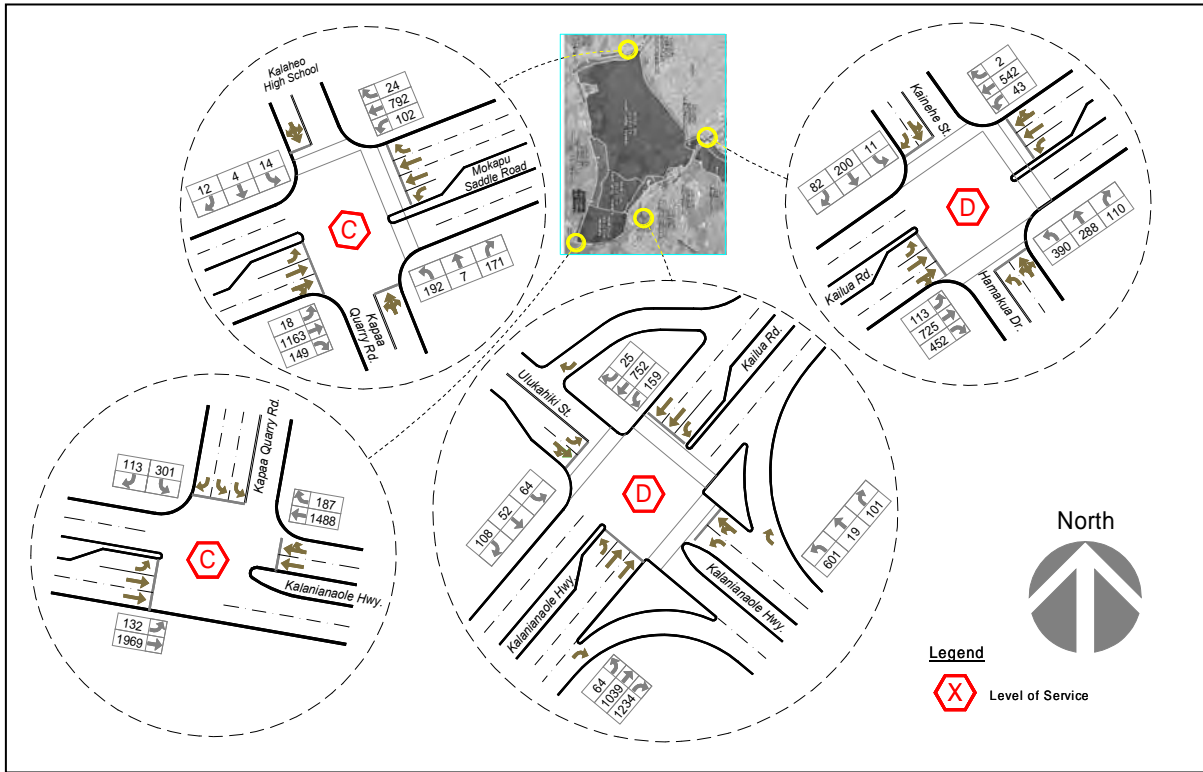 Kalaheo
High School
24
792
102
Mokapu
Saddle Road
12 4 14
C
192 7 171
18
1163
149
Kapaa
Quarry Rd.
2
542
43
Kainehe St.
82 200 11
D
390 288 110
Kailua Rd.
Hamakua Dr.
113
725
452
113 301
Kapaa Quarry Rd.
187
1488
C
Kalanianaole Hwy.
132
1969
25
752
159
Kailua Rd.
Ulukahiki St.
D
108 52 64
601 19 101
Kalanianaole Hwy
Kalanianaole Hwy.
64
1039
1234
North
Legend
X Level of Service